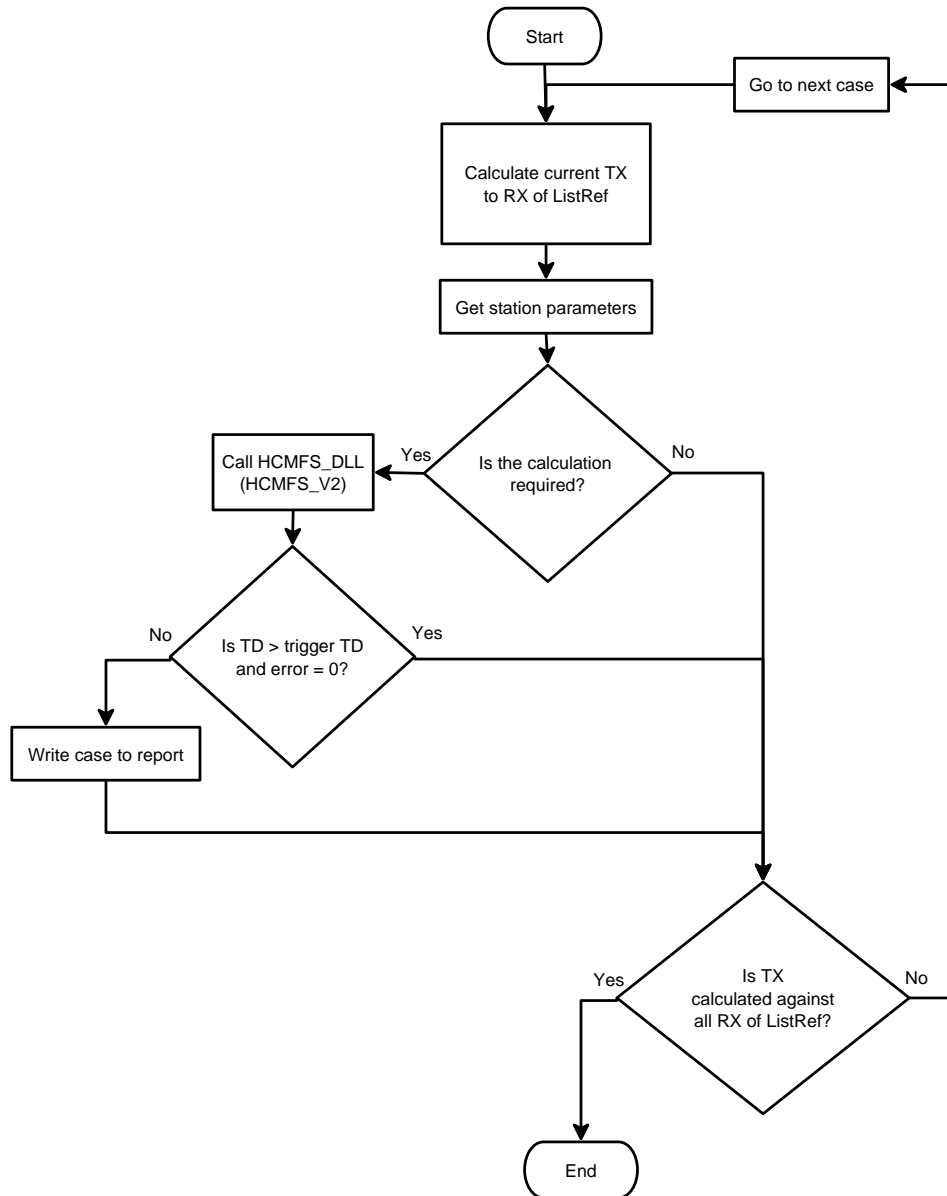 Start
Go to next case
Calculate current TX
to RX of ListRef
Get station parameters
Yes
No
Call HCMFS_DLL
(HCMFS_V2)
Is the calculation
required?
No
Yes
Is TD > trigger TD
and error = 0?
Write case to report
Yes
No
Is TX
calculated against
all RX of ListRef?
End